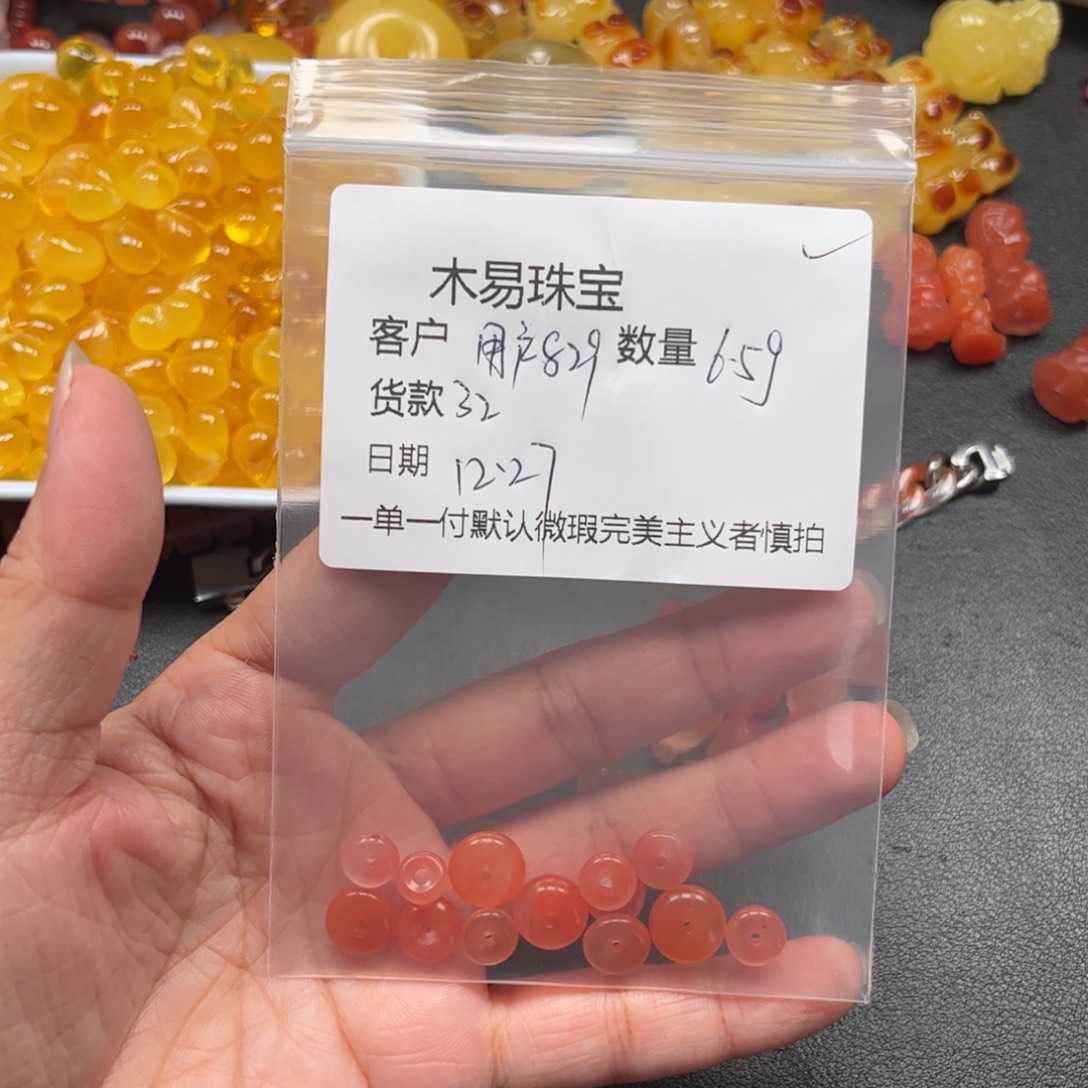 木易珠宝
客户 用户829 数量 6.5g
货款 32
日期 12.27
一单一付默认微瑕完美主义者慎拍